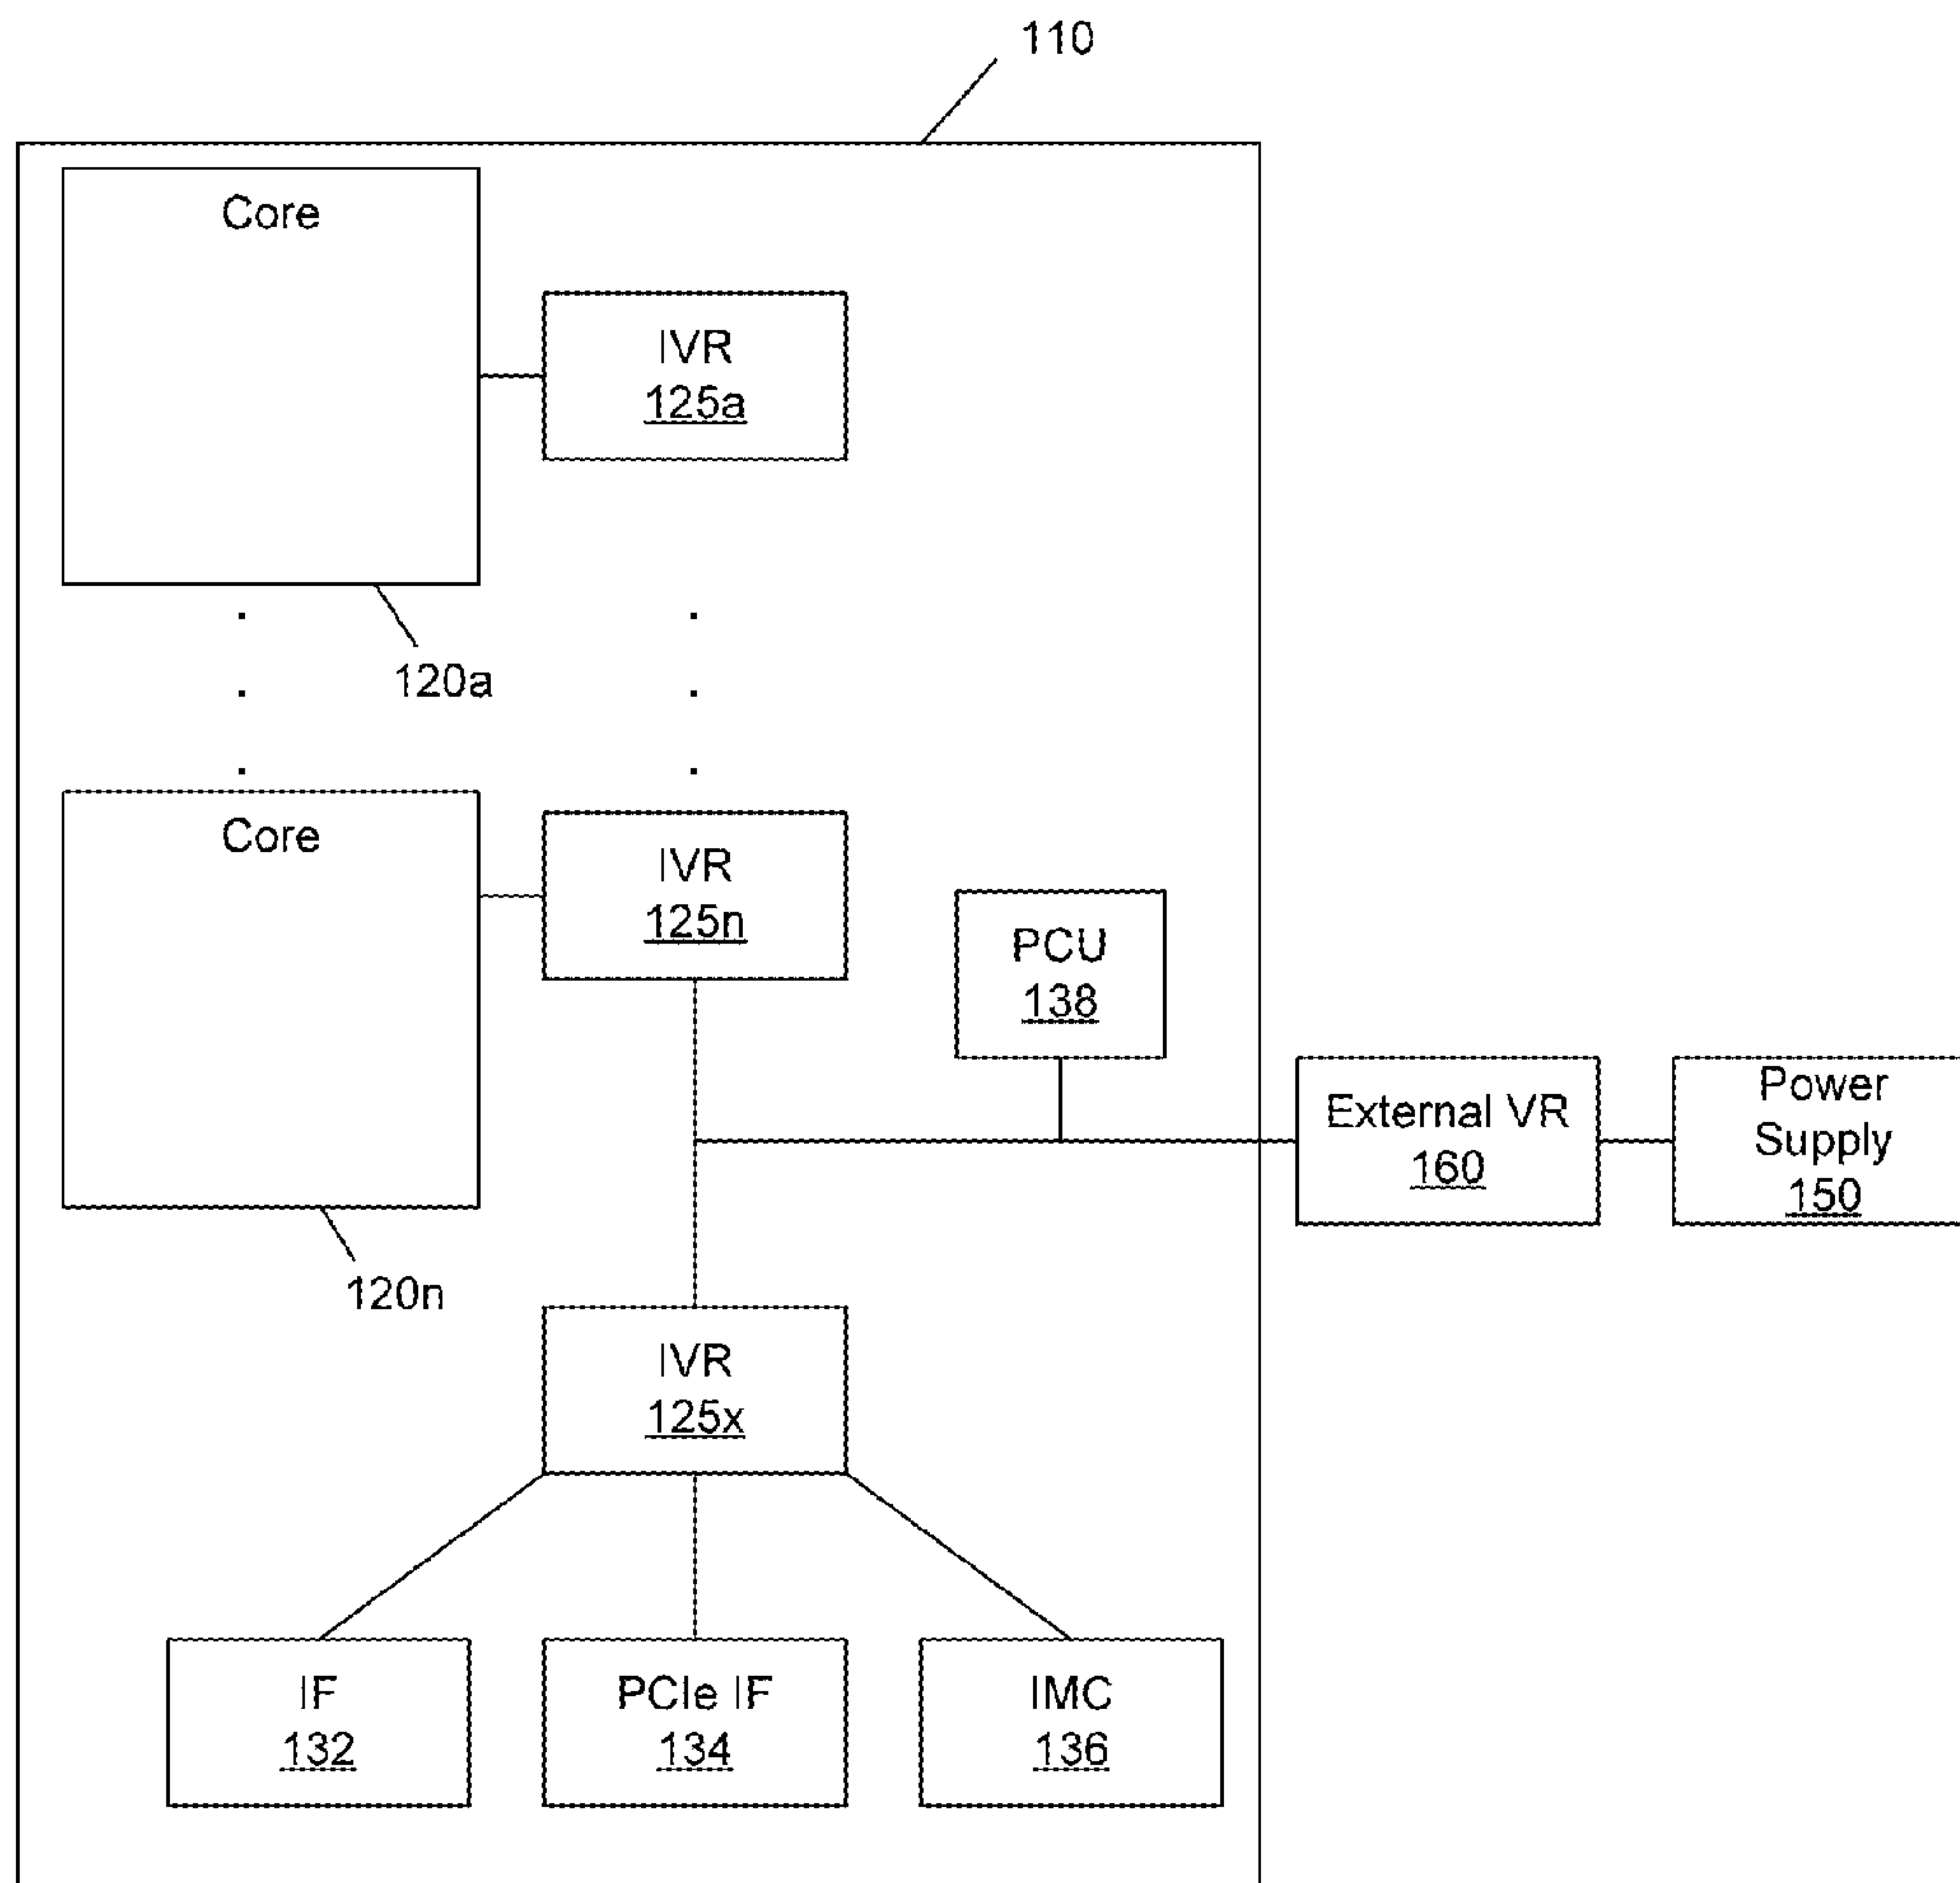 110
Core
IVR
125a
120a
Core
IVR
125n
PCU
138
External VR
160
Power
Supply
150
120n
IVR
125x
IF
132
PCIe IF
134
IMC
136